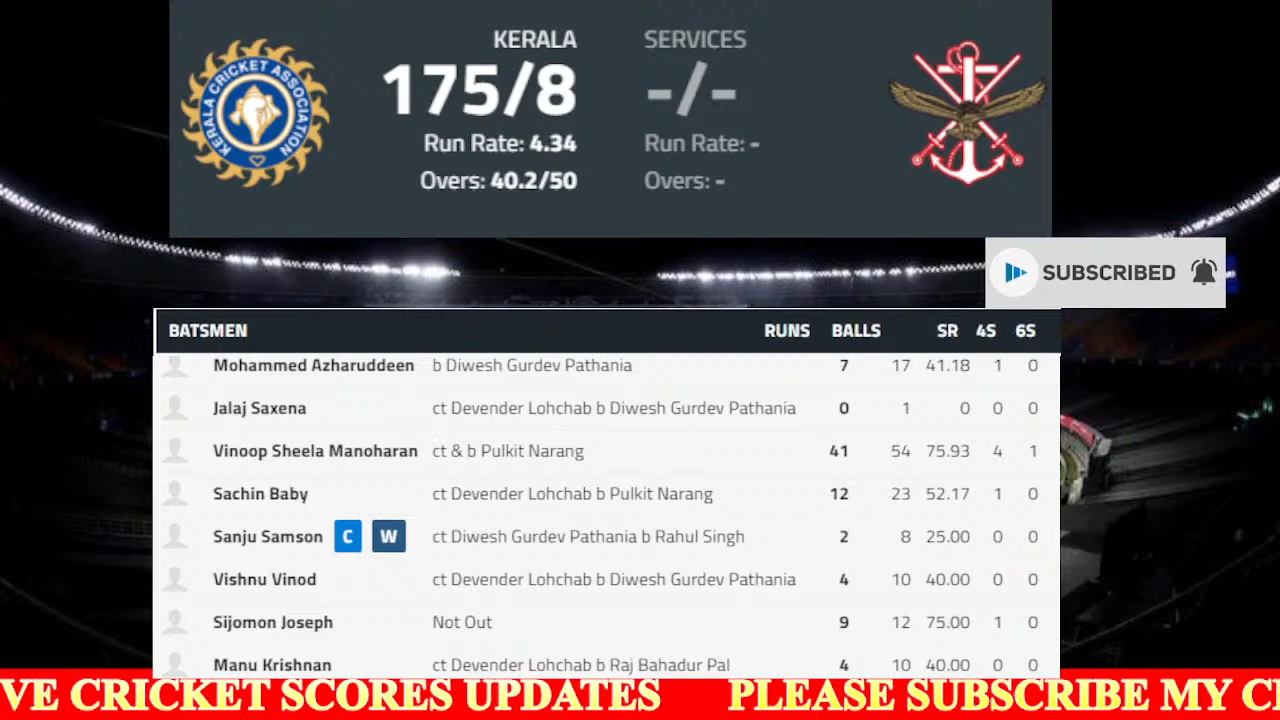 KERALA CRICKET ASSOCIATION
KERALA
175/8
Run Rate: 4.34
Overs: 40.2/50
SERVICES
-/-
Run Rate: -
Overs: -
SUBSCRIBED
BATSMEN RUNS BALLS SR 4S 6S
Mohammed Azharuddeen b Diwesh Gurdev Pathania 7 17 41.18 1 0
Jalaj Saxena ct Devender Lohchab b Diwesh Gurdev Pathania 0 1 0 0 0
Vinoop Sheela Manoharan ct & b Pulkit Narang 41 54 75.93 4 1
Sachin Baby ct Devender Lohchab b Pulkit Narang 12 23 52.17 1 0
Sanju Samson C W ct Diwesh Gurdev Pathania b Rahul Singh 2 8 25.00 0 0
Vishnu Vinod ct Devender Lohchab b Diwesh Gurdev Pathania 4 10 40.00 0 0
Sijomon Joseph Not Out 9 12 75.00 1 0
Manu Krishnan ct Devender Lohchab b Raj Bahadur Pal 4 10 40.00 0 0
VE CRICKET SCORES UPDATES PLEASE SUBSCRIBE MY C